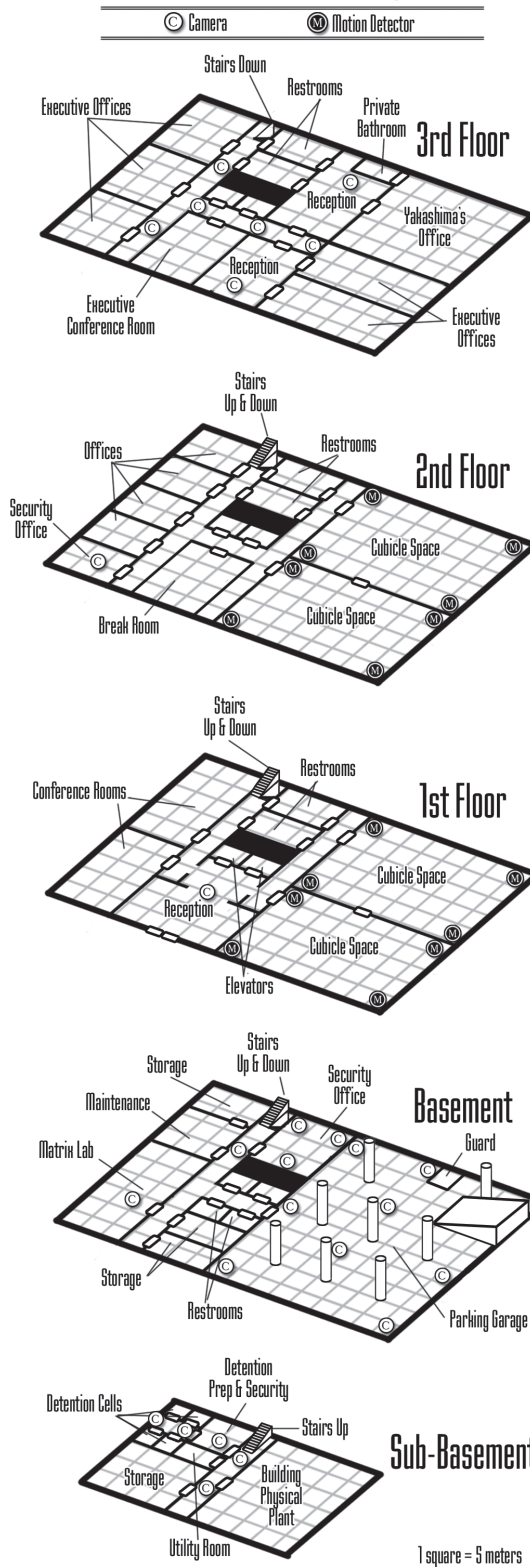 C Camera M Motion Detector
Stairs Down
Restrooms
Executive Offices
Private
Bathroom
3rd Floor
C
C
Reception
Yakashima's
Office
C
C
C
C
C
Reception
Executive
Conference Room
Executive
Offices
Stairs
Up & Down
Restrooms
Offices
2nd Floor
M
Security
Office
C
Cubicle Space
M
M
M
Cubicle Space
M
M
Break Room
M
M
Stairs
Up & Down
Restrooms
Conference Rooms
1st Floor
M
Cubicle Space
M
M
C
M
Reception
Cubicle Space
M
M
M
Elevators
M
Stairs
Up & Down
Security
Office
Storage
Basement
Maintenance
Guard
C
C
C
C
C
C
Matrix Lab
C
C
C
C
C
C
C
Storage
Restrooms
Parking Garage
C
Detention
Prep & Security
Detention Cells
Stairs Up
C
C
C
C
Sub-Basement
Storage
C
Building
Physical
Plant
Utility Room
1 square = 5 meters